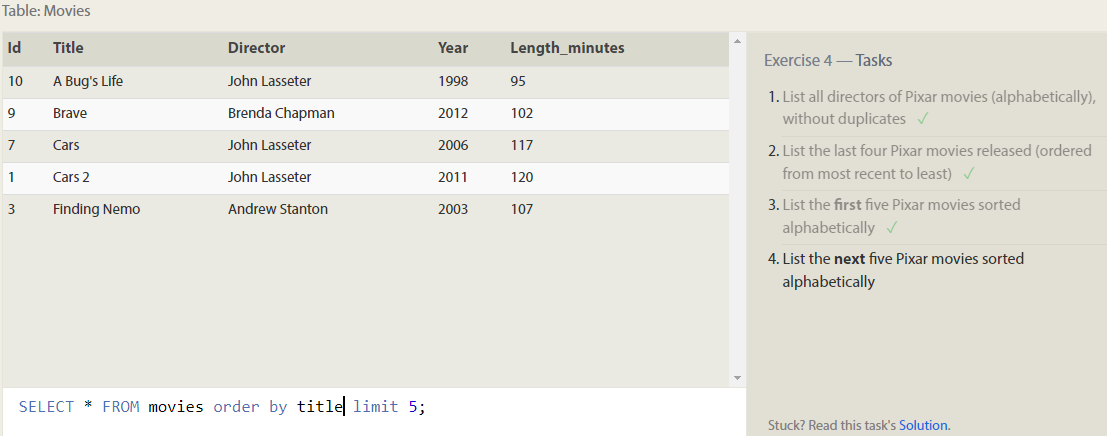 Table: Movies
Id Title Director Year Length_minutes
10 A Bug's Life John Lasseter 1998 95
9 Brave Brenda Chapman 2012 102
7 Cars John Lasseter 2006 117
1 Cars 2 John Lasseter 2011 120
3 Finding Nemo Andrew Stanton 2003 107
SELECT * FROM movies order by title limit 5;
Exercise 4 — Tasks
1. List all directors of Pixar movies (alphabetically),
without duplicates ✓
2. List the last four Pixar movies released (ordered
from most recent to least) ✓
3. List the first five Pixar movies sorted
alphabetically ✓
4. List the next five Pixar movies sorted
alphabetically
Stuck? Read this task's Solution.